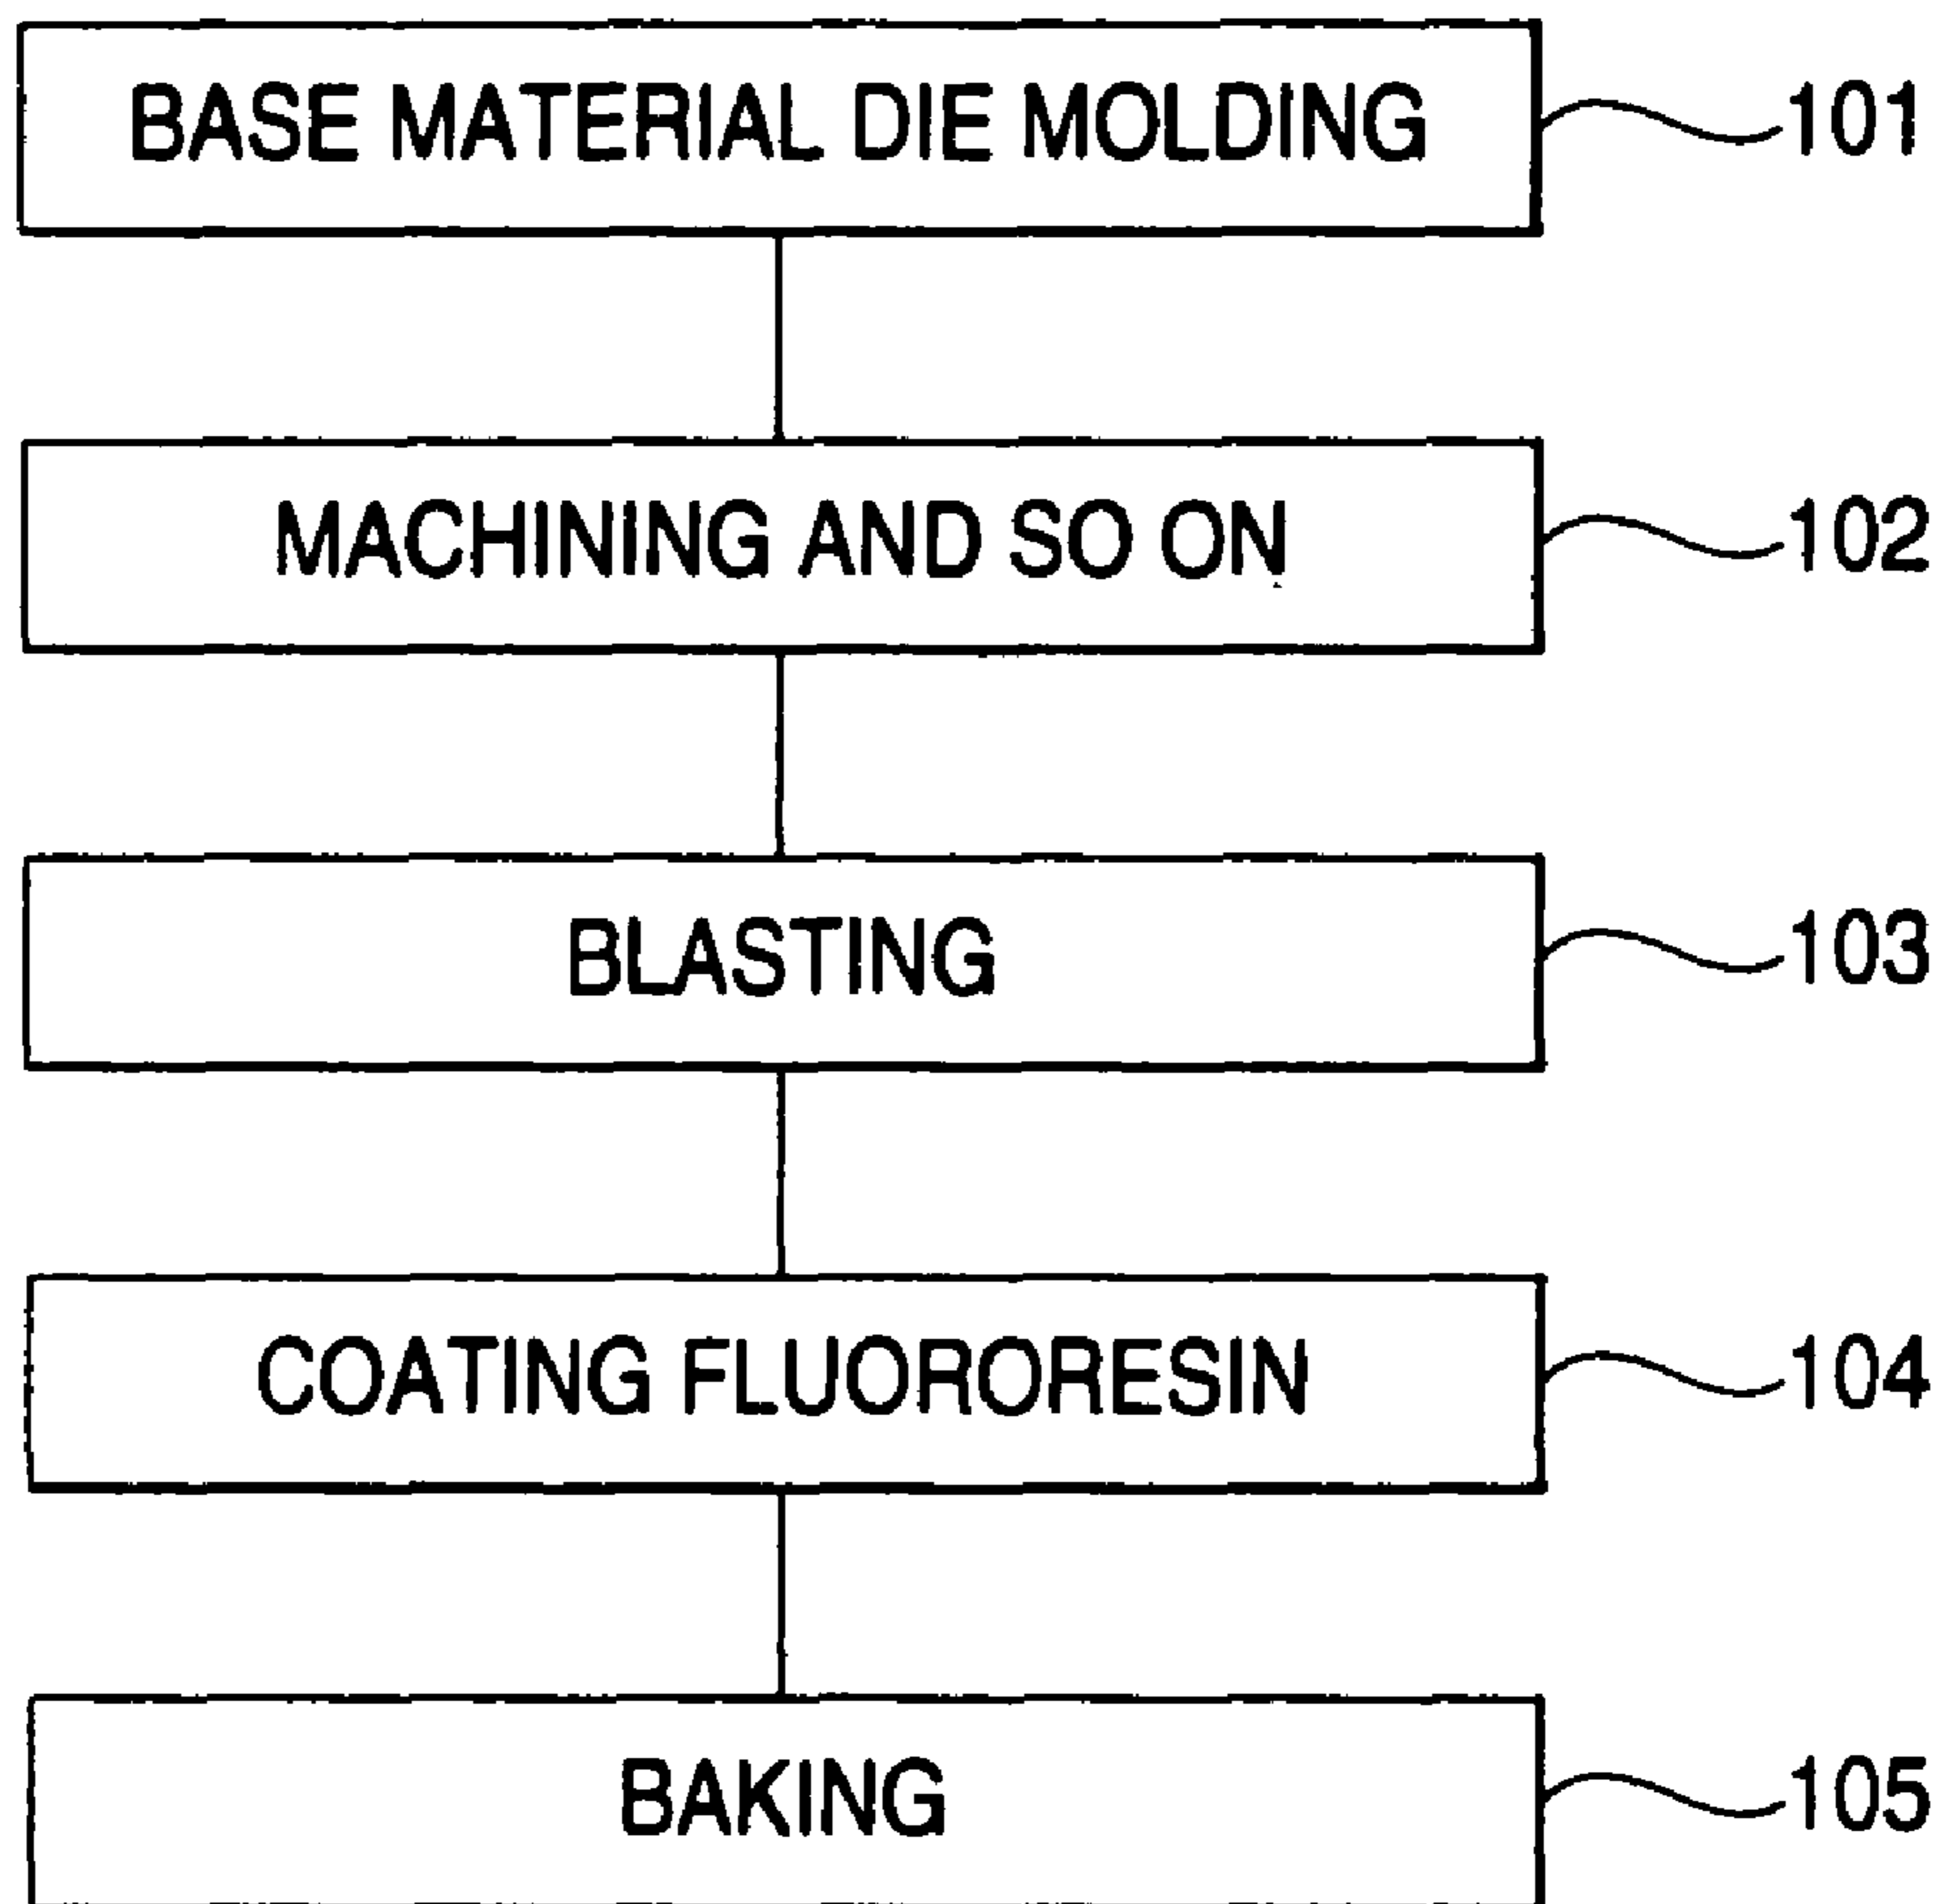 BASE MATERIAL DIE MOLDING 101
MACHINING AND SO ON 102
BLASTING 103
COATING FLUORORESIN 104
BAKING 105